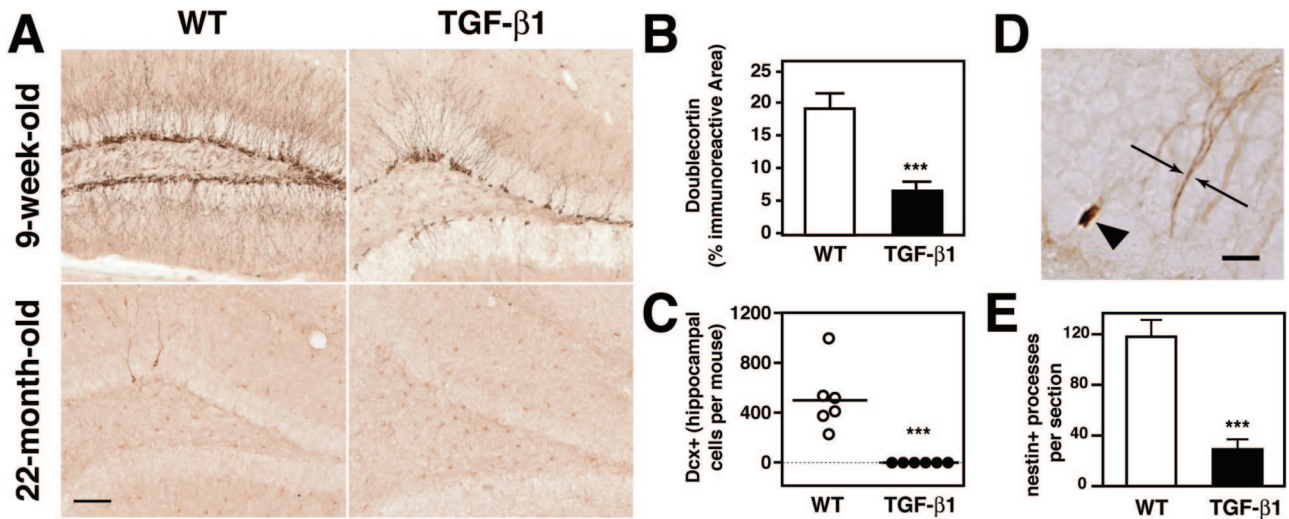 A
WT
TGF-β1
9-week-old
22-month-old
B
Doublecortin
(% immunoreactive Area)
25
20
15
10
5
0
***
WT
TGF-β1
C
Dcx+ (hippocampal
cells per mouse)
1200
800
400
0
***
WT
TGF-β1
D
E
nestin+ processes
per section
120
80
40
0
***
WT
TGF-β1